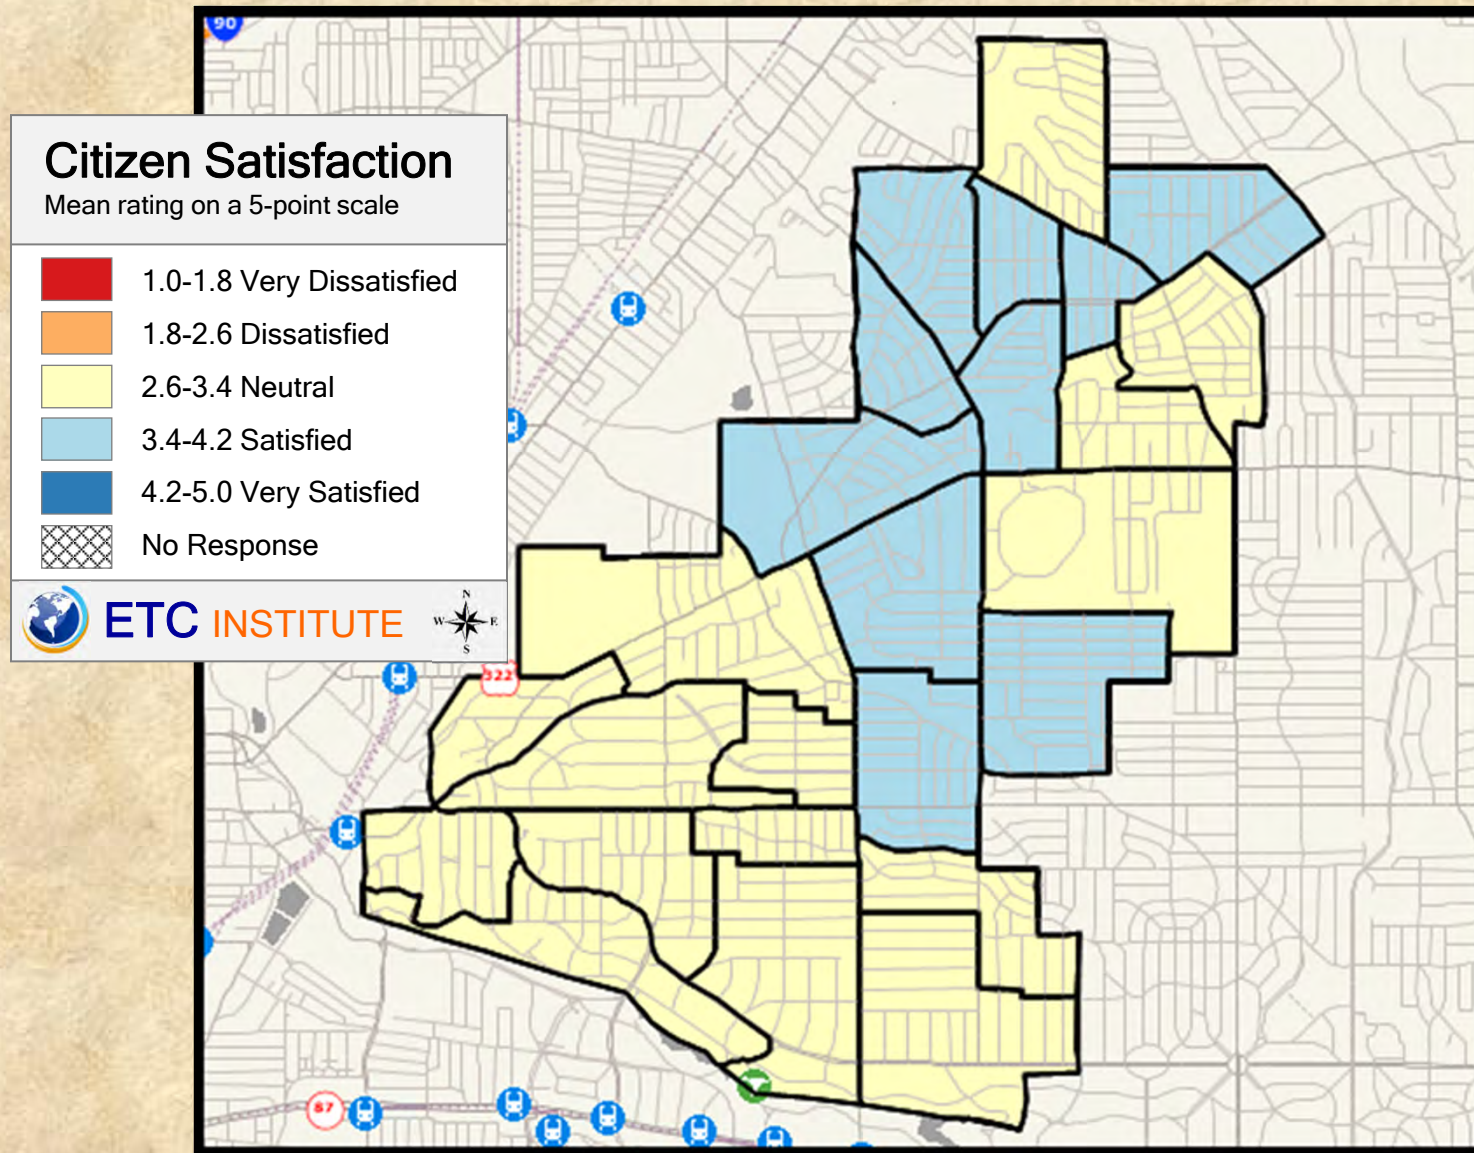 90
Citizen Satisfaction
Mean rating on a 5-point scale
1.0-1.8 Very Dissatisfied
1.8-2.6 Dissatisfied
2.6-3.4 Neutral
3.4-4.2 Satisfied
4.2-5.0 Very Satisfied
No Response
ETC INSTITUTE
N
W E
S
322
87